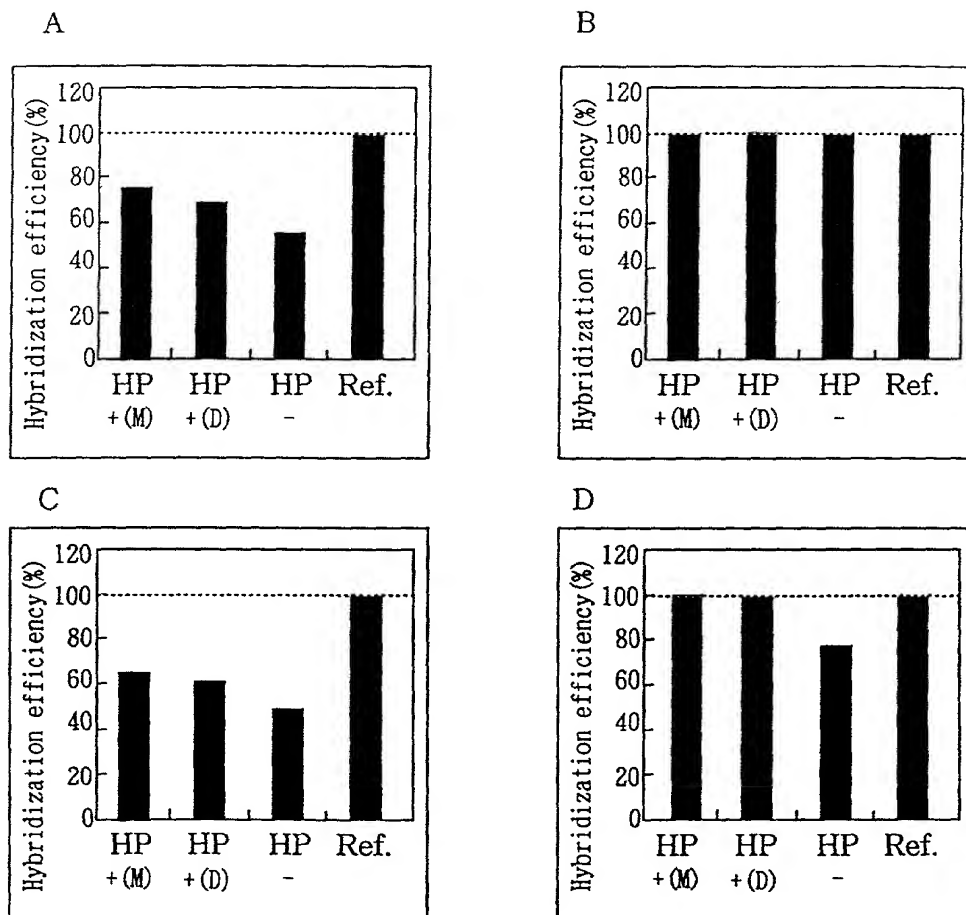 A
Hybridization efficiency(%)
120
100
80
60
40
20
0
HP HP HP Ref.
+(M) +(D) −
B
Hybridization efficiency(%)
120
100
80
60
40
20
0
HP HP HP Ref.
+(M) +(D) −
C
Hybridization efficiency(%)
120
100
80
60
40
20
0
HP HP HP Ref.
+(M) +(D) −
D
Hybridization efficiency(%)
120
100
80
60
40
20
0
HP HP HP Ref.
+(M) +(D) −